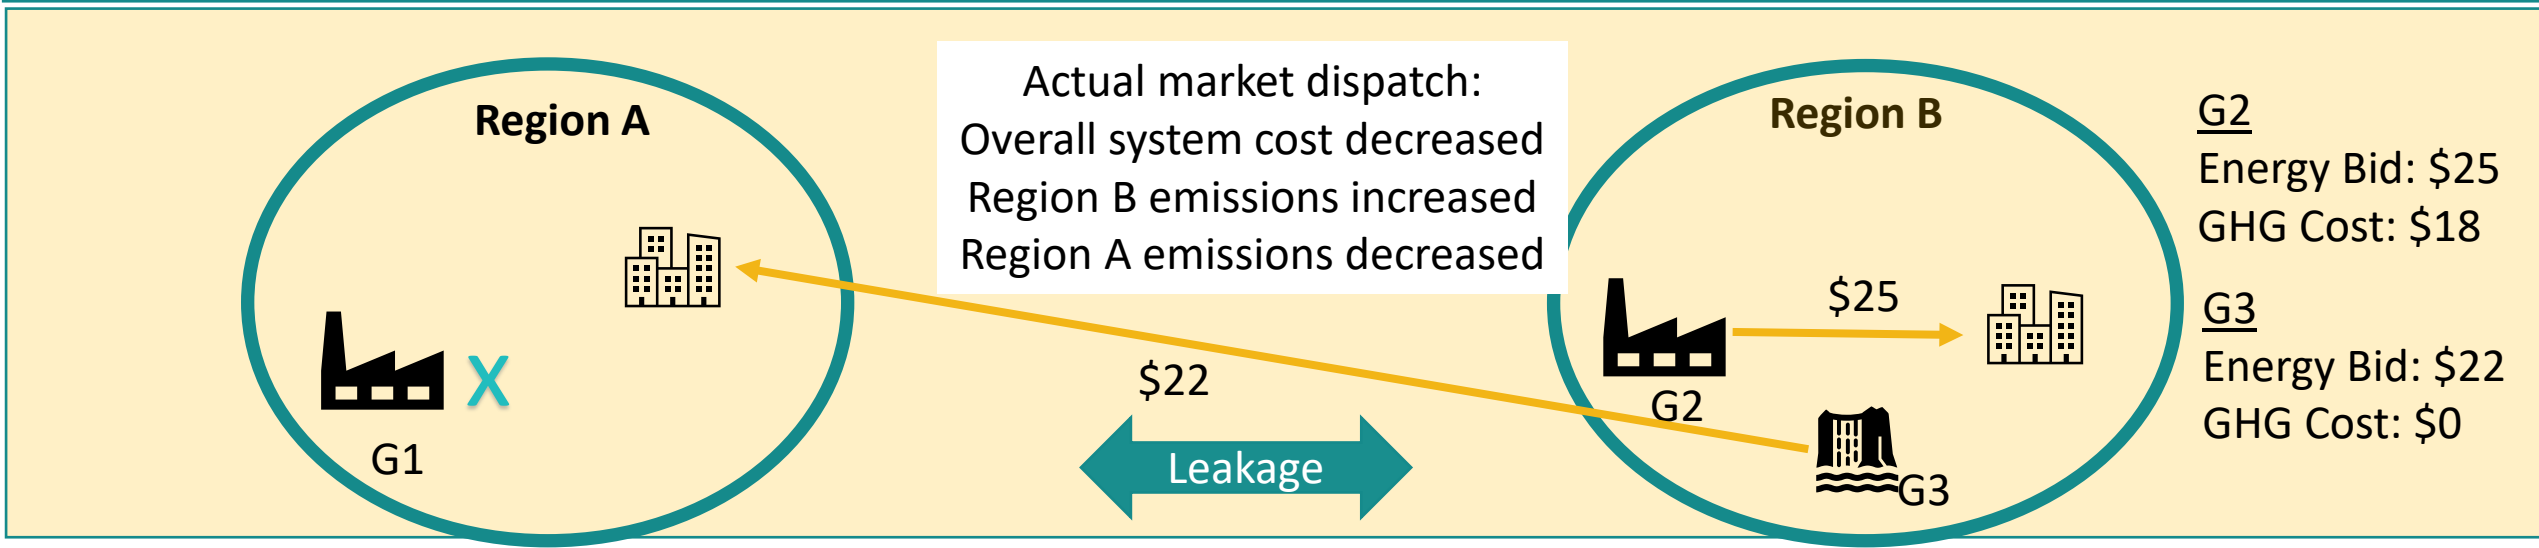 Region A
G1
X
Actual market dispatch:
Overall system cost decreased
Region B emissions increased
Region A emissions decreased
$22
Leakage
Region B
$25
G2
G3
G2
Energy Bid: $25
GHG Cost: $18
G3
Energy Bid: $22
GHG Cost: $0